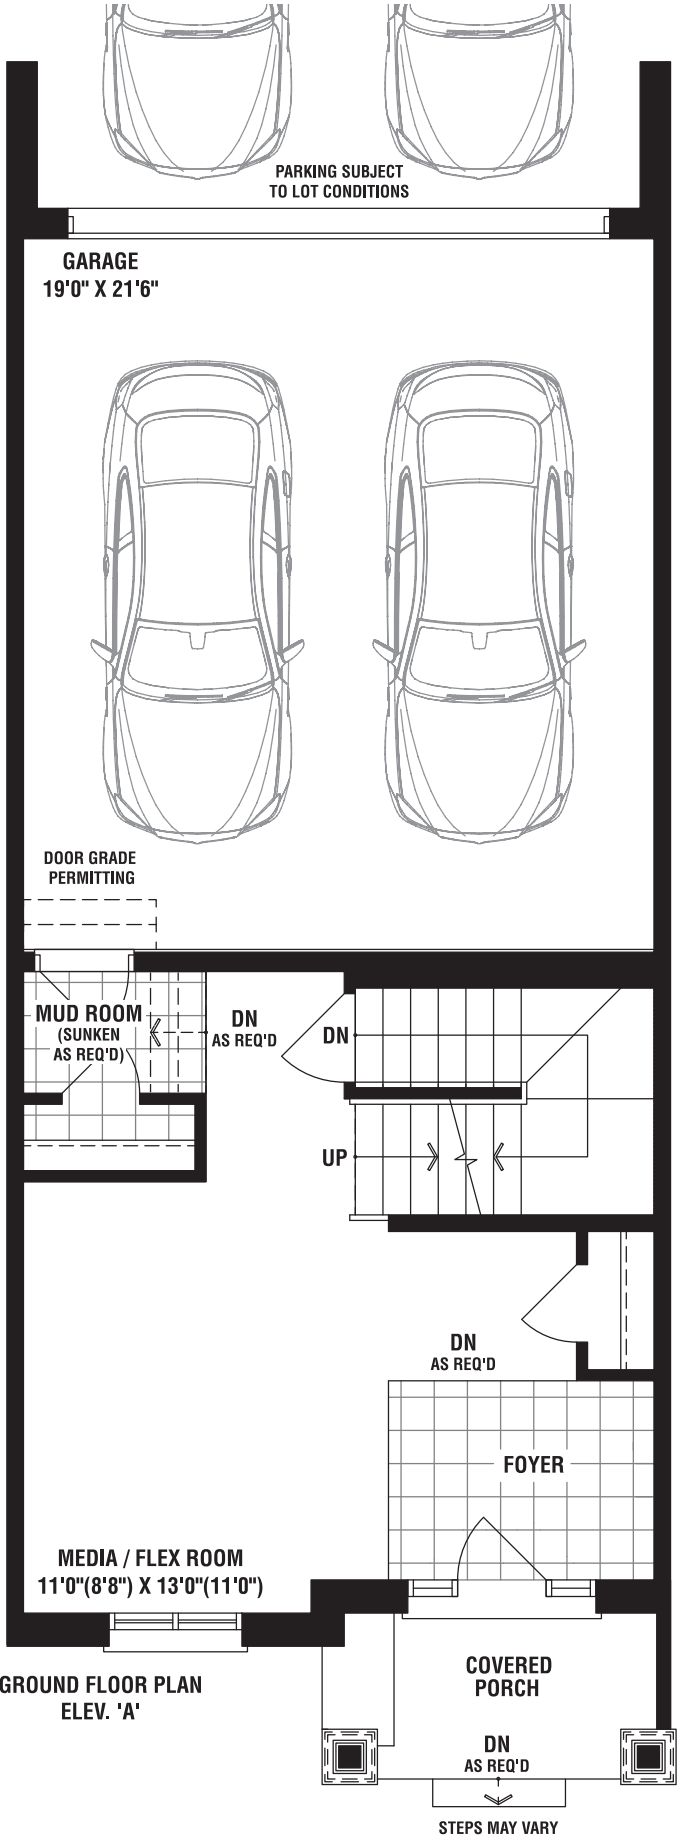 PARKING SUBJECT
TO LOT CONDITIONS
GARAGE
19'0" X 21'6"
DOOR GRADE
PERMITTING
MUD ROOM
(SUNKEN
AS REQ'D)
DN
AS REQ'D
DN
UP
DN
AS REQ'D
FOYER
MEDIA / FLEX ROOM
11'0"(8'8") X 13'0"(11'0")
GROUND FLOOR PLAN
ELEV. 'A'
COVERED
PORCH
DN
AS REQ'D
STEPS MAY VARY